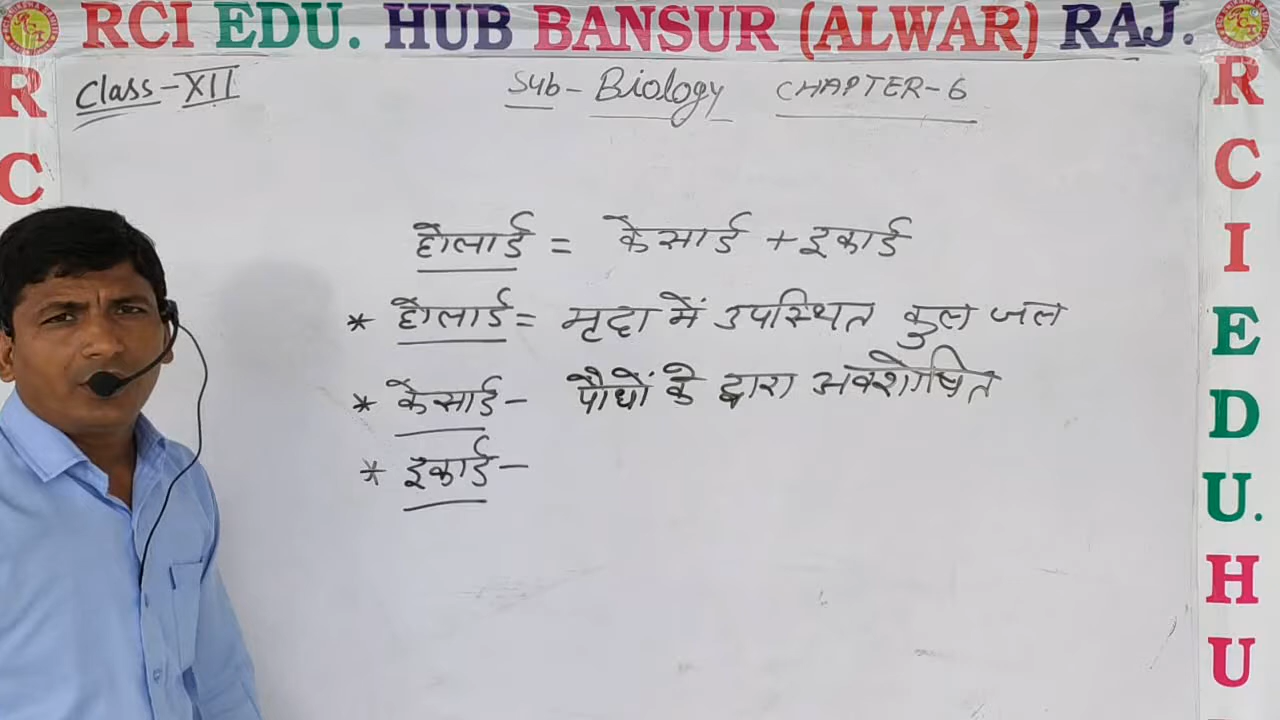 RCI EDU. HUB BANSUR (ALWAR) RAJ.
Class-XII Sub-Biology CHAPTER-6
होलार्ड = केसार्ड + इकार्ड
* होलार्ड = मृदा में उपस्थित कुल जल
* केसार्ड- पौधों के द्वारा अवशोषित
* इकार्ड-
R
C
R
C
I
E
D
U.
H
U